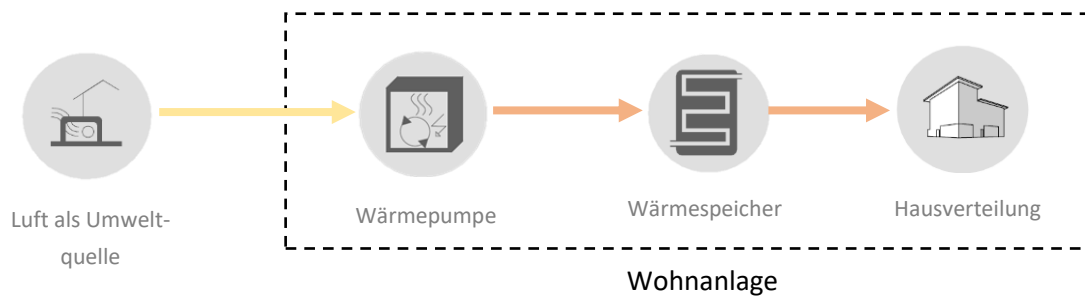 Luft als Umwelt-
quelle
Wärmepumpe
Wärmespeicher
Hausverteilung
Wohnanlage